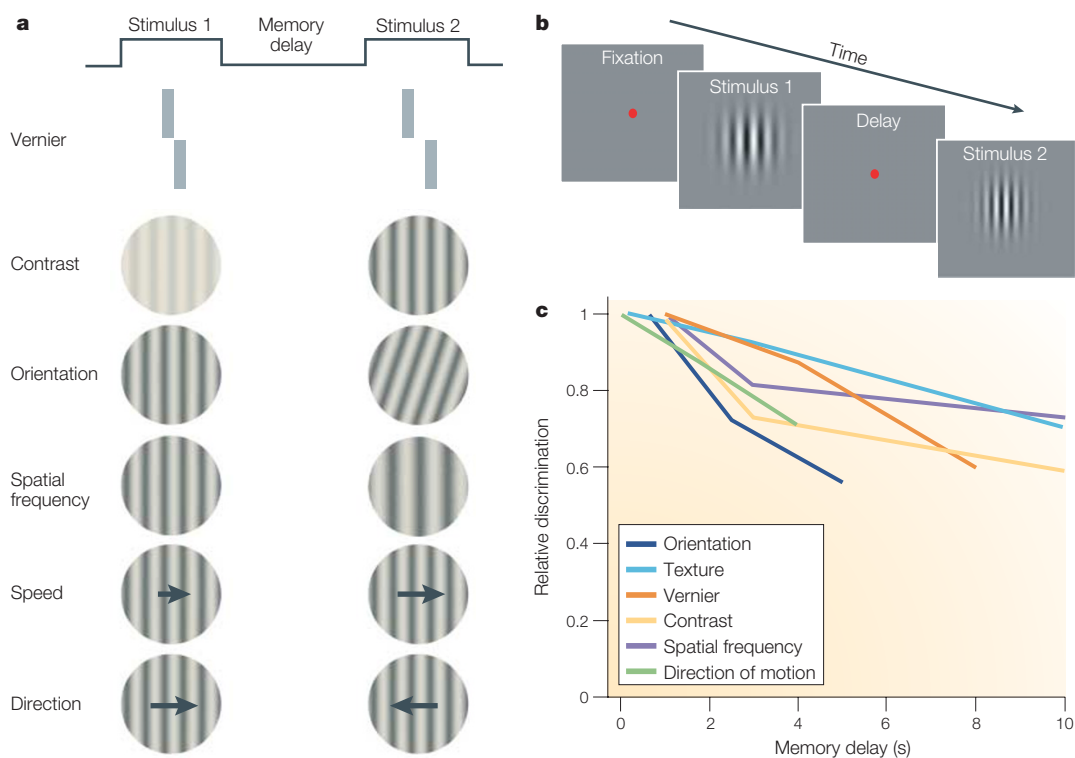 a
Stimulus 1
Memory
delay
Stimulus 2
Vernier
Contrast
Orientation
Spatial
frequency
Speed
Direction
b
Time
Fixation
Stimulus 1
Delay
Stimulus 2
c
Relative discrimination
1
0.8
0.6
0.4
0.2
0
Orientation
Texture
Vernier
Contrast
Spatial frequency
Direction of motion
0 2 4 6 8 10
Memory delay (s)